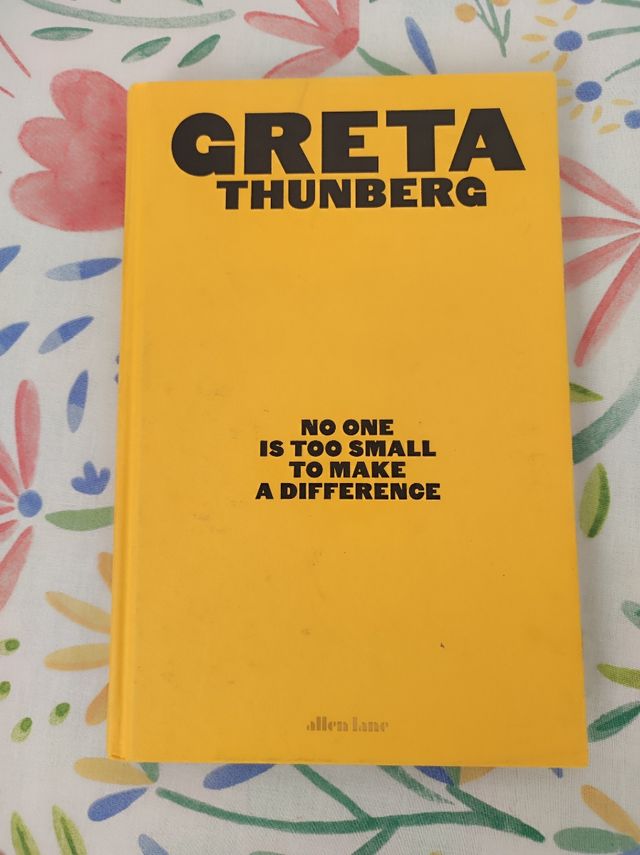 GRETA
THUNBERG
NO ONE
IS TOO SMALL
TO MAKE
A DIFFERENCE
allen lane